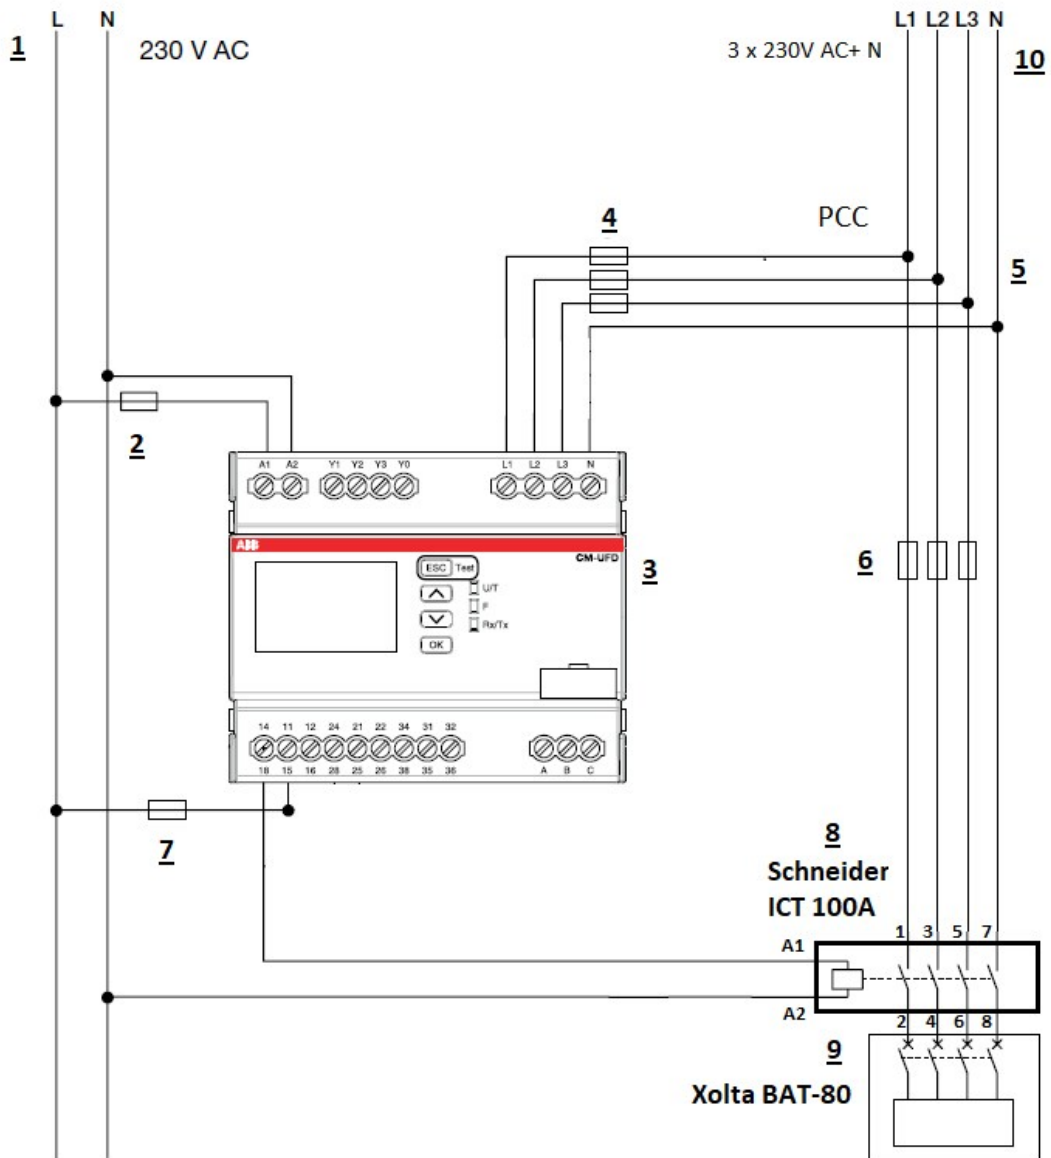 L N
L1 L2 L3 N
1
230 V AC
3 x 230V AC+ N
10
4
PCC
5
2
A1 A2 Y1 Y2 Y3 Y0 L1 L2 L3 N
ABB
CM-UFD
6
3
ESC Test
U/T
F
Rx/Tx
OK
14 11 12 24 21 22 34 31 32
18 15 16 28 25 26 38 35 36 A B C
7
8
Schneider
ICT 100A
1 3 5 7
A1
A2
2 4 6 8
9
Xolta BAT-80